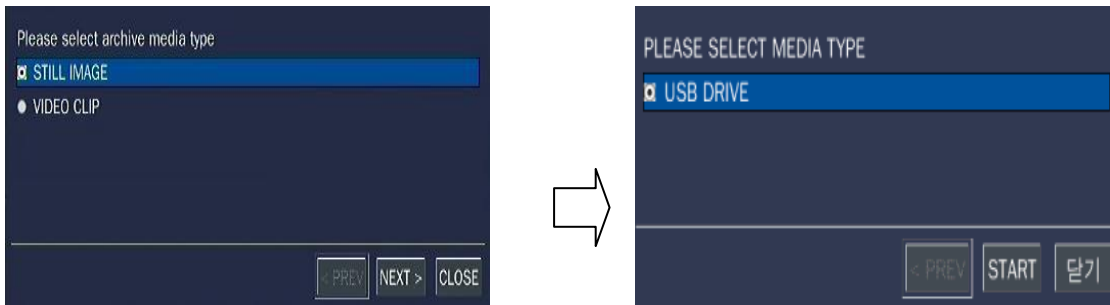 Please select archive media type
STILL IMAGE
VIDEO CLIP
< PREV NEXT > CLOSE
PLEASE SELECT MEDIA TYPE
USB DRIVE
< PREV START 닫기